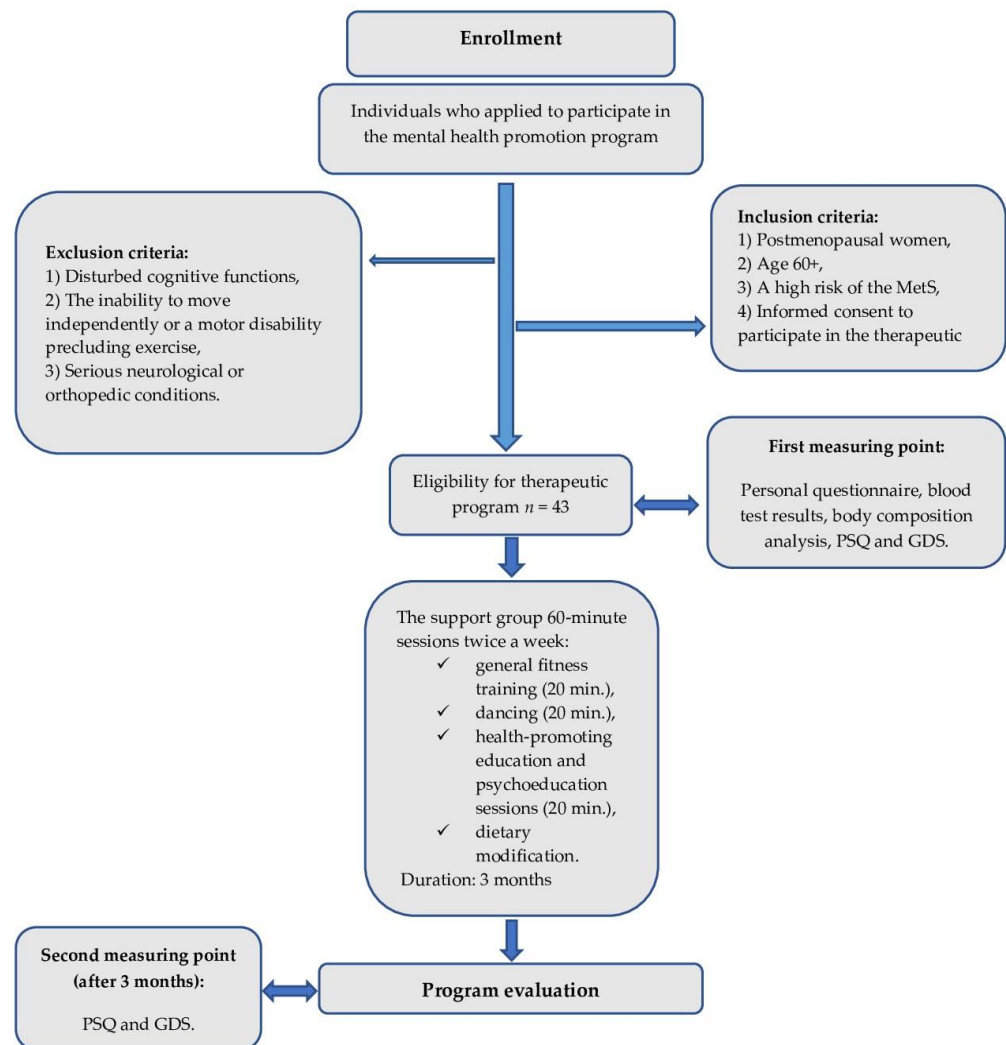 Enrollment
Individuals who applied to participate in
the mental health promotion program
Exclusion criteria:
1) Disturbed cognitive functions,
2) The inability to move
independently or a motor disability
precluding exercise,
3) Serious neurological or
orthopedic conditions.
Inclusion criteria:
1) Postmenopausal women,
2) Age 60+,
3) A high risk of the MetS,
4) Informed consent to
participate in the therapeutic
Eligibility for therapeutic
program n = 43
First measuring point:
Personal questionnaire, blood
test results, body composition
analysis, PSQ and GDS.
The support group 60-minute
sessions twice a week:
✓ general fitness
training (20 min.),
✓ dancing (20 min.),
✓ health-promoting
education and
psychoeducation
sessions (20 min.),
✓ dietary
modification.
Duration: 3 months
Second measuring point
(after 3 months):
PSQ and GDS.
Program evaluation